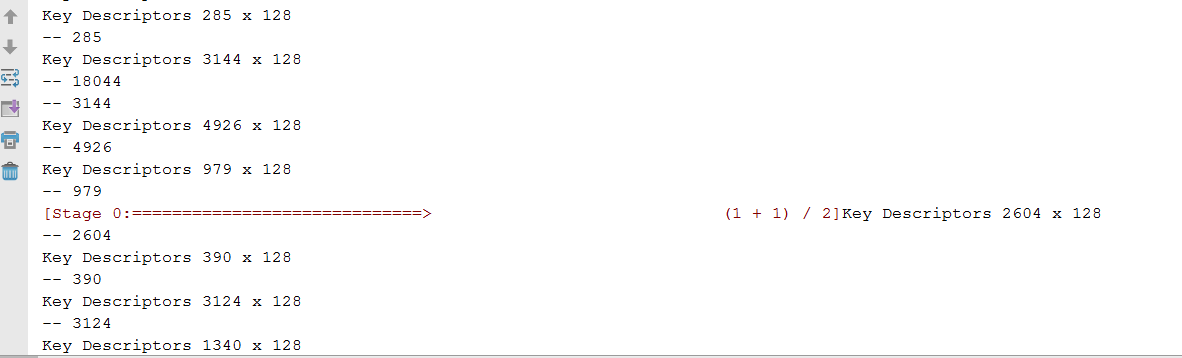 Key Descriptors 285 x 128
-- 285
Key Descriptors 3144 x 128
-- 18044
-- 3144
Key Descriptors 4926 x 128
-- 4926
Key Descriptors 979 x 128
-- 979
[Stage 0:=============================>                             (1 + 1) / 2]Key Descriptors 2604 x 128
-- 2604
Key Descriptors 390 x 128
-- 390
Key Descriptors 3124 x 128
-- 3124
Key Descriptors 1340 x 128